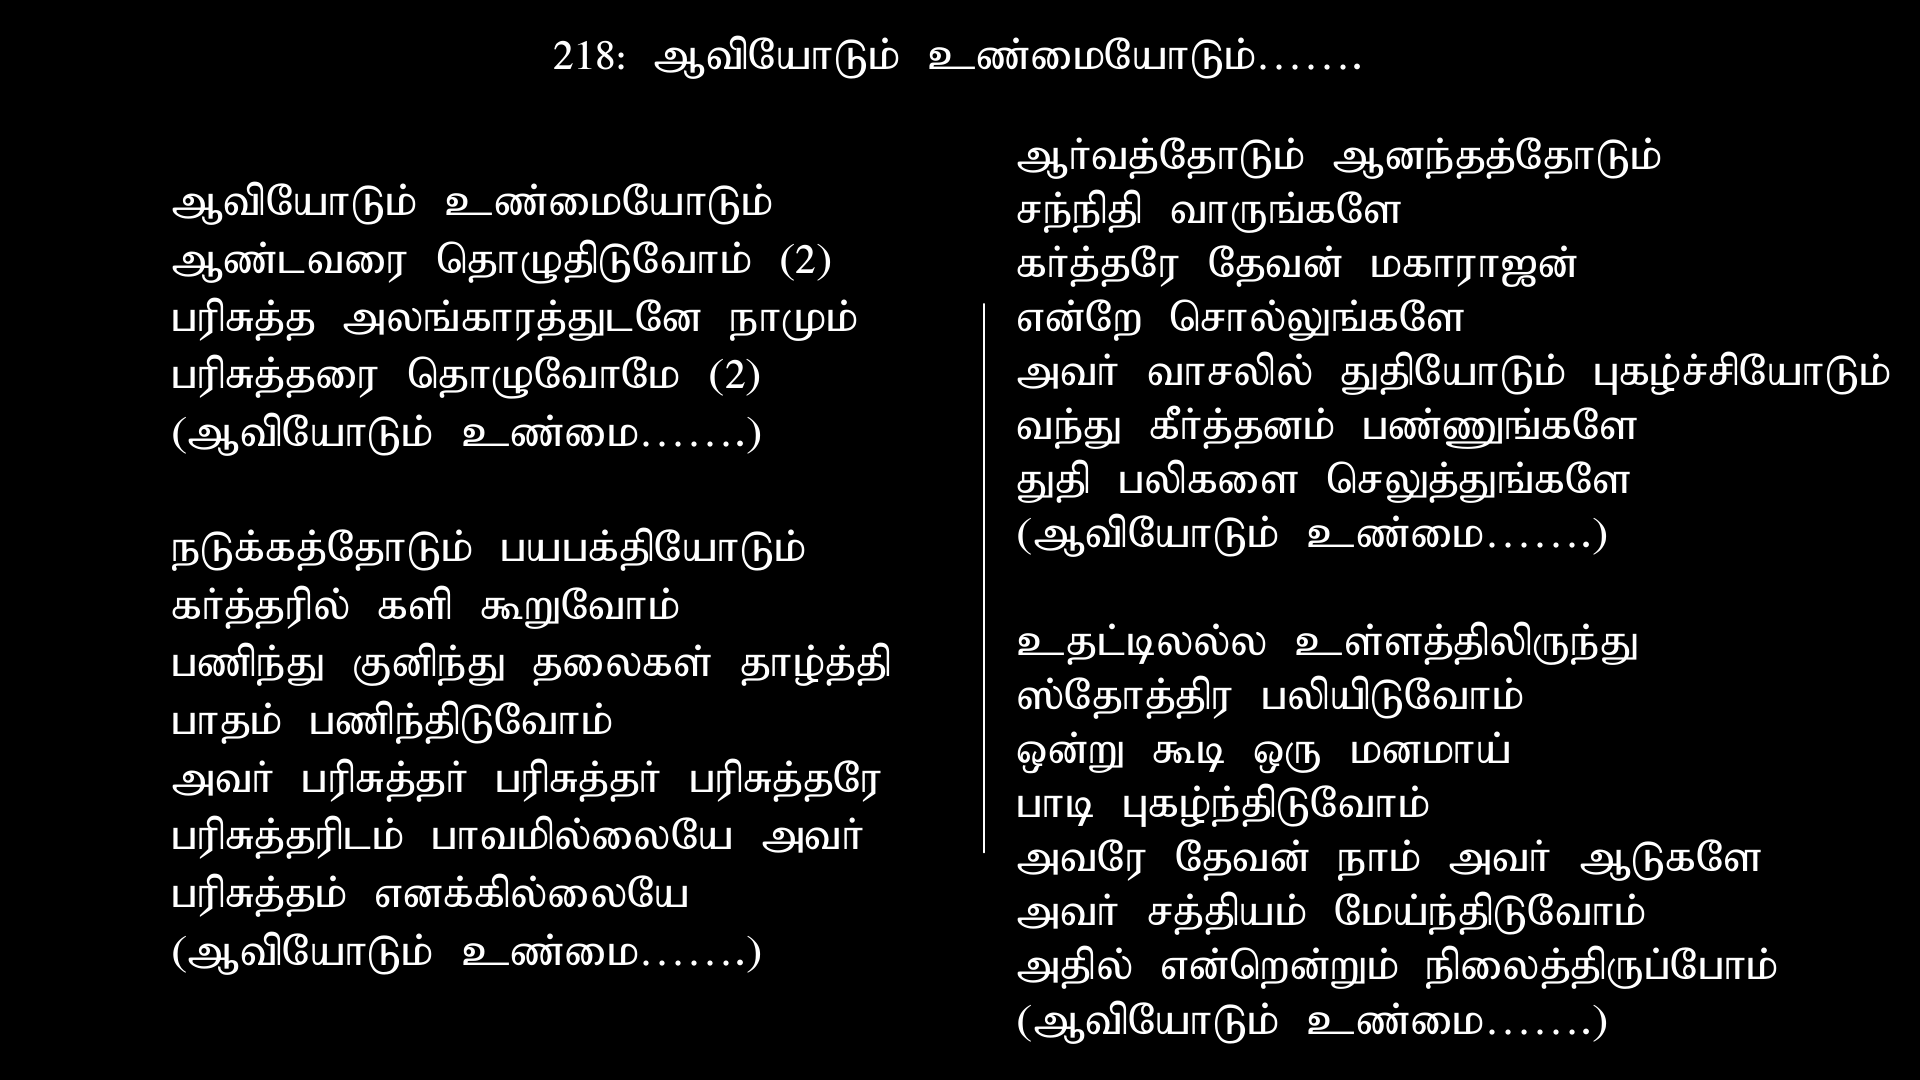 218: ஆவியோடும் உண்மையோடும்.......
ஆவியோடும் உண்மையோடும்
ஆண்டவரை தொழுதிடுவோம் (2)
பரிசுத்த அலங்காரத்துடனே நாமும்
பரிசுத்தரை தொழுவோமே (2)
(ஆவியோடும் உண்மை.......)
நடுக்கத்தோடும் பயபக்தியோடும்
கர்த்தரில் களி கூறுவோம்
பணிந்து குனிந்து தலைகள் தாழ்த்தி
பாதம் பணிந்திடுவோம்
அவர் பரிசுத்தர் பரிசுத்தர் பரிசுத்தரே
பரிசுத்தரிடம் பாவமில்லையே அவர்
பரிசுத்தம் எனக்கில்லையே
(ஆவியோடும் உண்மை.......)
ஆர்வத்தோடும் ஆனந்தத்தோடும்
சந்நிதி வாருங்களே
கர்த்தரே தேவன் மகாராஜன்
என்றே சொல்லுங்களே
அவர் வாசலில் துதியோடும் புகழ்ச்சியோடும்
வந்து கீர்த்தனம் பண்ணுங்களே
துதி பலிகளை செலுத்துங்களே
(ஆவியோடும் உண்மை.......)
உதட்டிலல்ல உள்ளத்திலிருந்து
ஸ்தோத்திர பலியிடுவோம்
ஒன்று கூடி ஒரு மனமாய்
பாடி புகழ்ந்திடுவோம்
அவரே தேவன் நாம் அவர் ஆடுகளே
அவர் சத்தியம் மேய்ந்திடுவோம்
அதில் என்றென்றும் நிலைத்திருப்போம்
(ஆவியோடும் உண்மை.......)